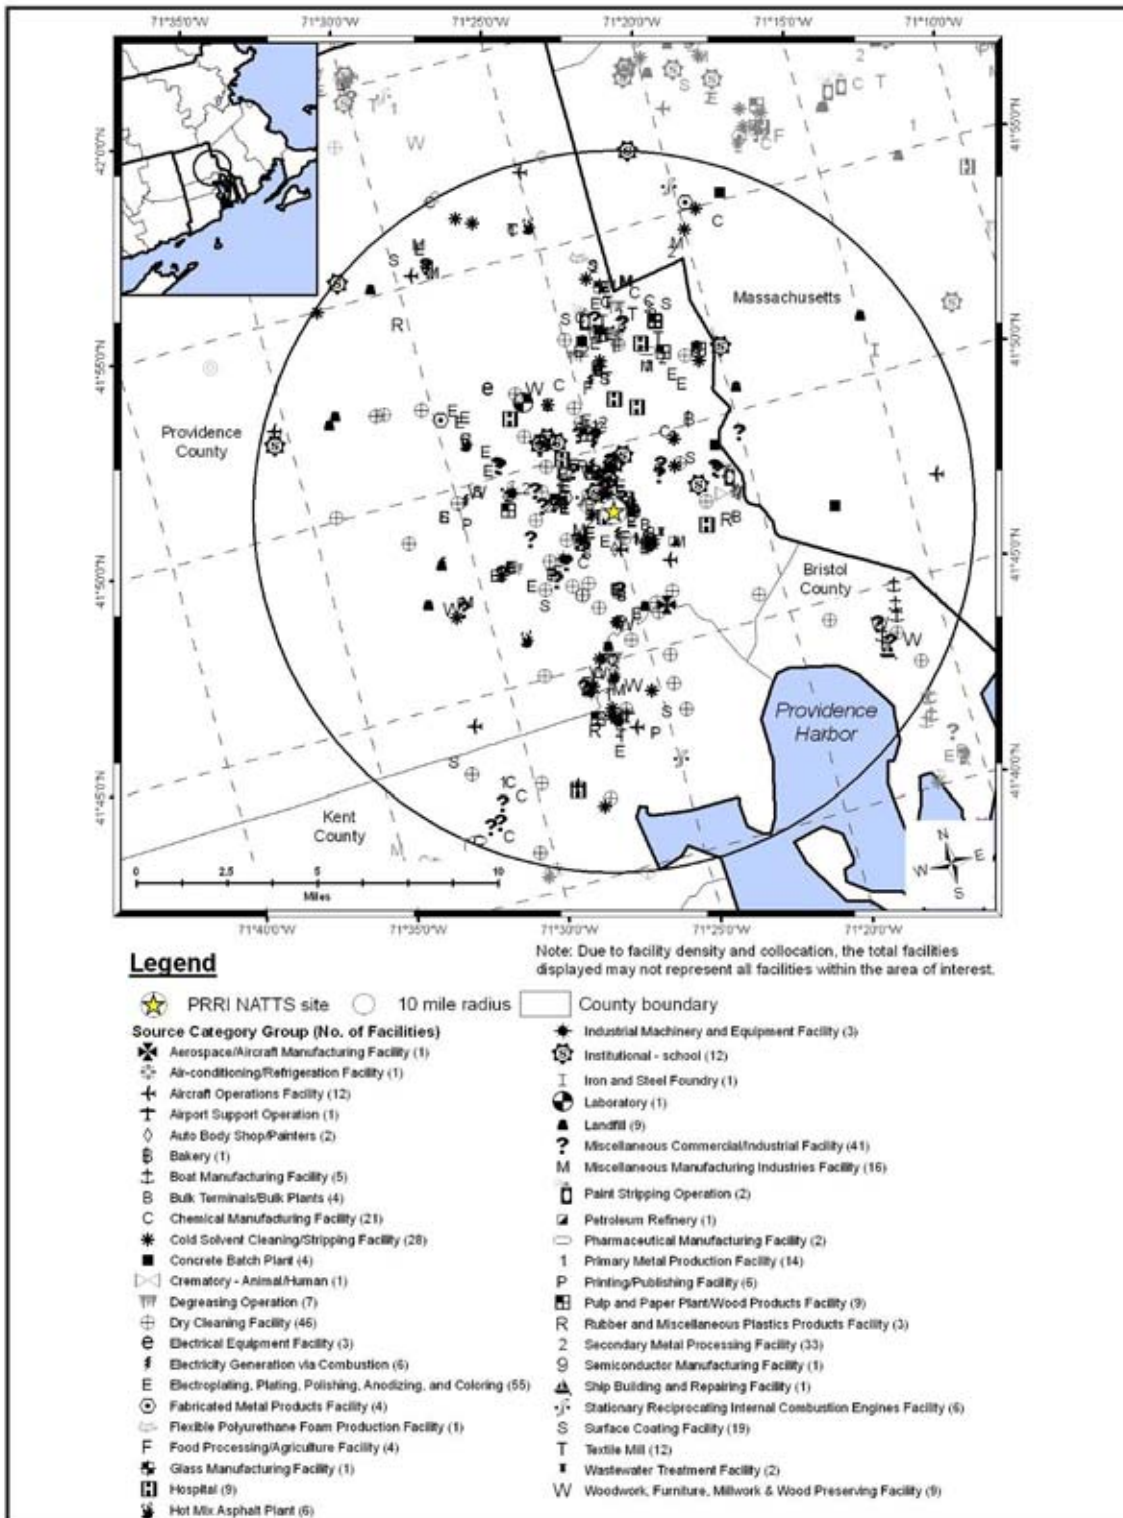 71°35'0"W 71°30'0"W 71°25'0"W 71°20'0"W 71°15'0"W 71°10'0"W
42°0'0"N
41°55'0"N
41°50'0"N
41°45'0"N
41°55'0"N
41°50'0"N
41°45'0"N
41°40'0"N
Massachusetts
Providence
County
Bristol
County
Providence
Harbor
Kent
County
N
W E
S
0 2.5 5 10
Miles
71°40'0"W 71°35'0"W 71°30'0"W 71°25'0"W 71°20'0"W
Legend
Note: Due to facility density and collocation, the total facilities
displayed may not represent all facilities within the area of interest.
PRRI NATTS site 10 mile radius County boundary
Source Category Group (No. of Facilities)
Aerospace/Aircraft Manufacturing Facility (1)
Air-conditioning/Refrigeration Facility (1)
Aircraft Operations Facility (12)
Airport Support Operation (1)
Auto Body Shop/Painters (2)
Bakery (1)
Boat Manufacturing Facility (5)
B Bulk Terminals/Bulk Plants (4)
C Chemical Manufacturing Facility (21)
Cold Solvent Cleaning/Stripping Facility (28)
Concrete Batch Plant (4)
Crematory - Animal/Human (1)
Degreasing Operation (7)
Dry Cleaning Facility (46)
e Electrical Equipment Facility (3)
Electricity Generation via Combustion (6)
E Electroplating, Plating, Polishing, Anodizing, and Coloring (55)
Fabricated Metal Products Facility (4)
Flexible Polyurethane Foam Production Facility (1)
F Food Processing/Agriculture Facility (4)
Glass Manufacturing Facility (1)
H Hospital (9)
Hot Mix Asphalt Plant (6)
Industrial Machinery and Equipment Facility (3)
S Institutional - school (12)
I Iron and Steel Foundry (1)
Laboratory (1)
Landfill (9)
? Miscellaneous Commercial/Industrial Facility (41)
M Miscellaneous Manufacturing Industries Facility (16)
Paint Stripping Operation (2)
Petroleum Refinery (1)
Pharmaceutical Manufacturing Facility (2)
1 Primary Metal Production Facility (14)
P Printing/Publishing Facility (6)
Pulp and Paper Plant/Wood Products Facility (9)
R Rubber and Miscellaneous Plastics Products Facility (3)
2 Secondary Metal Processing Facility (33)
9 Semiconductor Manufacturing Facility (1)
Ship Building and Repairing Facility (1)
Stationary Reciprocating Internal Combustion Engines Facility (6)
S Surface Coating Facility (19)
T Textile Mill (12)
Wastewater Treatment Facility (2)
W Woodwork, Furniture, Millwork & Wood Preserving Facility (9)